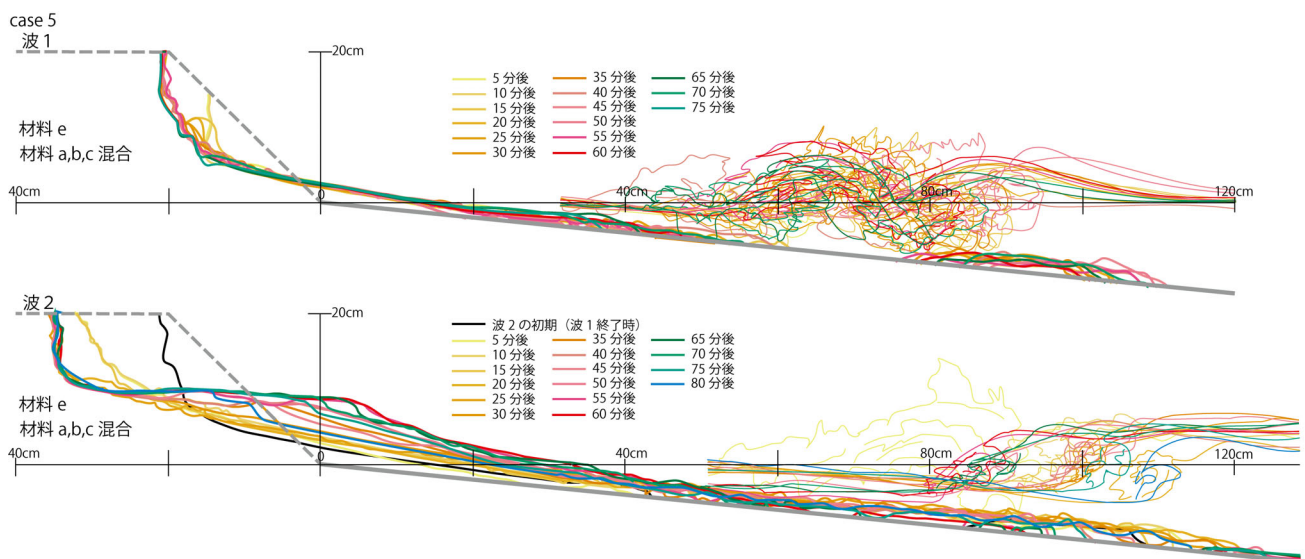 case 5
波 1
20cm
5 分後
10 分後
15 分後
20 分後
25 分後
30 分後
35 分後
40 分後
45 分後
50 分後
55 分後
60 分後
65 分後
70 分後
75 分後
材料 e
材料 a,b,c 混合
40cm
0
40cm
80cm
120cm
波 2
20cm
波 2 の初期（波 1 終了時）
5 分後
10 分後
15 分後
20 分後
25 分後
30 分後
35 分後
40 分後
45 分後
50 分後
55 分後
60 分後
65 分後
70 分後
75 分後
80 分後
材料 e
材料 a,b,c 混合
40cm
0
40cm
80cm
120cm